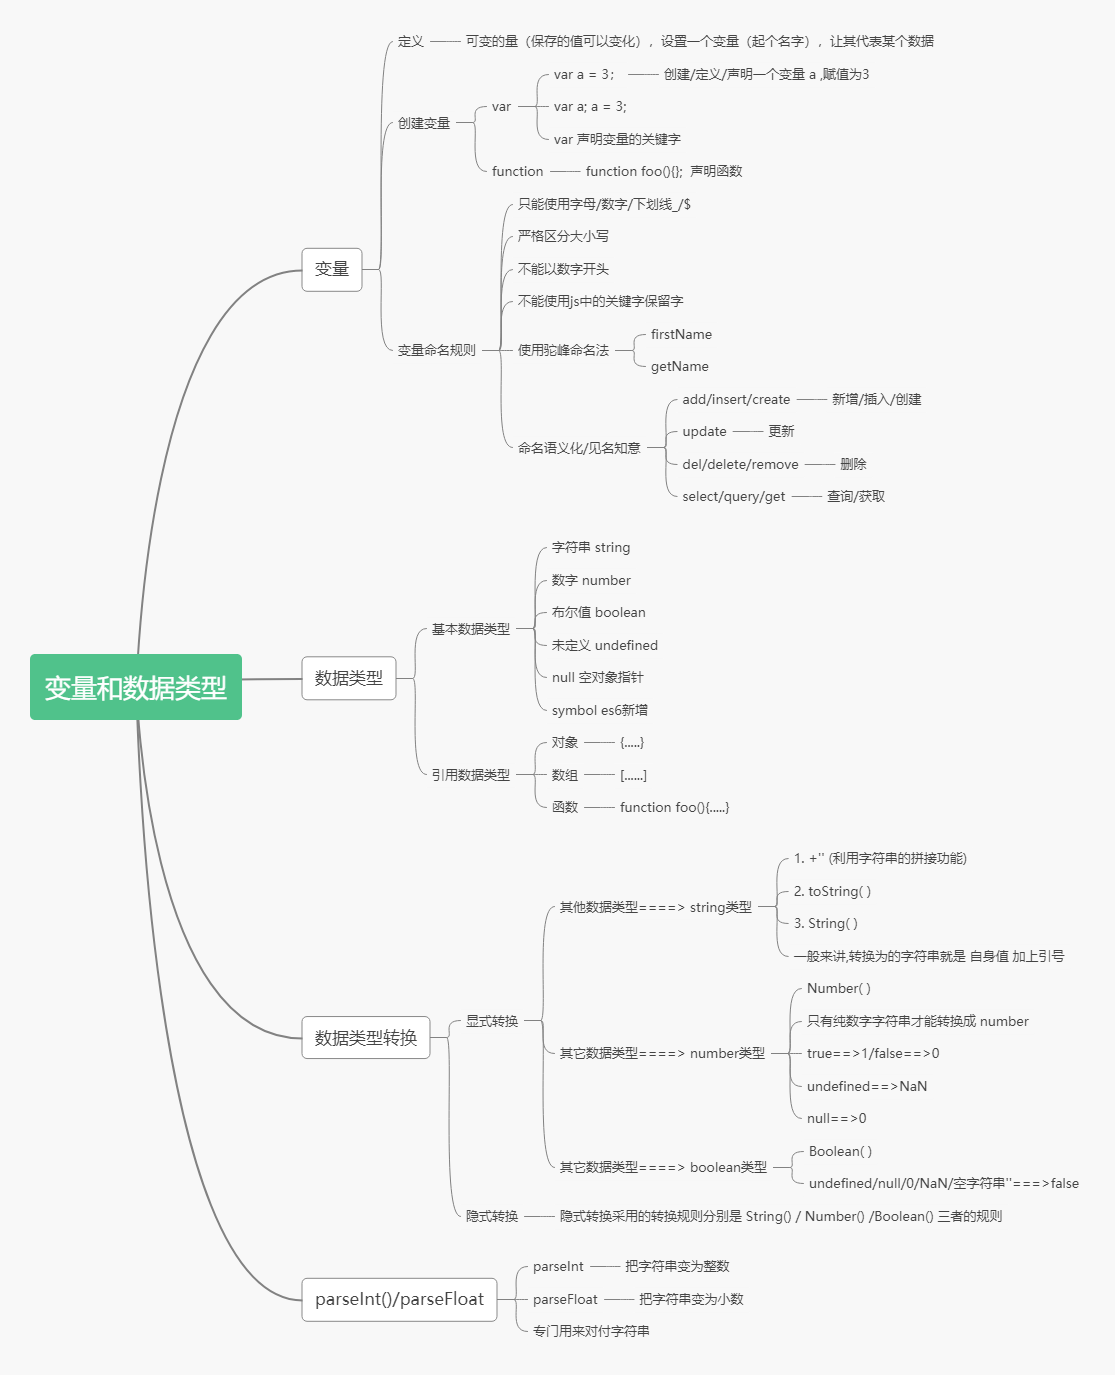 变量和数据类型
变量
定义
可变的量（保存的值可以变化），设置一个变量（起个名字），让其代表某个数据
创建变量
var
var a = 3；
创建/定义/声明一个变量 a ,赋值为3
var a; a = 3;
var 声明变量的关键字
function
function foo(){}; 声明函数
变量命名规则
只能使用字母/数字/下划线_/$
严格区分大小写
不能以数字开头
不能使用js中的关键字保留字
使用驼峰命名法
firstName
getName
命名语义化/见名知意
add/insert/create
新增/插入/创建
update
更新
del/delete/remove
删除
select/query/get
查询/获取
数据类型
基本数据类型
字符串 string
数字 number
布尔值 boolean
未定义 undefined
null 空对象指针
symbol es6新增
引用数据类型
对象
{.....}
数组
[......]
函数
function foo(){.....}
数据类型转换
显式转换
其他数据类型====> string类型
1. +'' (利用字符串的拼接功能)
2. toString( )
3. String( )
一般来讲,转换为的字符串就是 自身值 加上引号
其它数据类型====> number类型
Number( )
只有纯数字字符串才能转换成 number
true==>1/false==>0
undefined==>NaN
null==>0
其它数据类型====> boolean类型
Boolean( )
undefined/null/0/NaN/空字符串''===>false
隐式转换
隐式转换采用的转换规则分别是 String() / Number() /Boolean() 三者的规则
parseInt()/parseFloat
parseInt
把字符串变为整数
parseFloat
把字符串变为小数
专门用来对付字符串